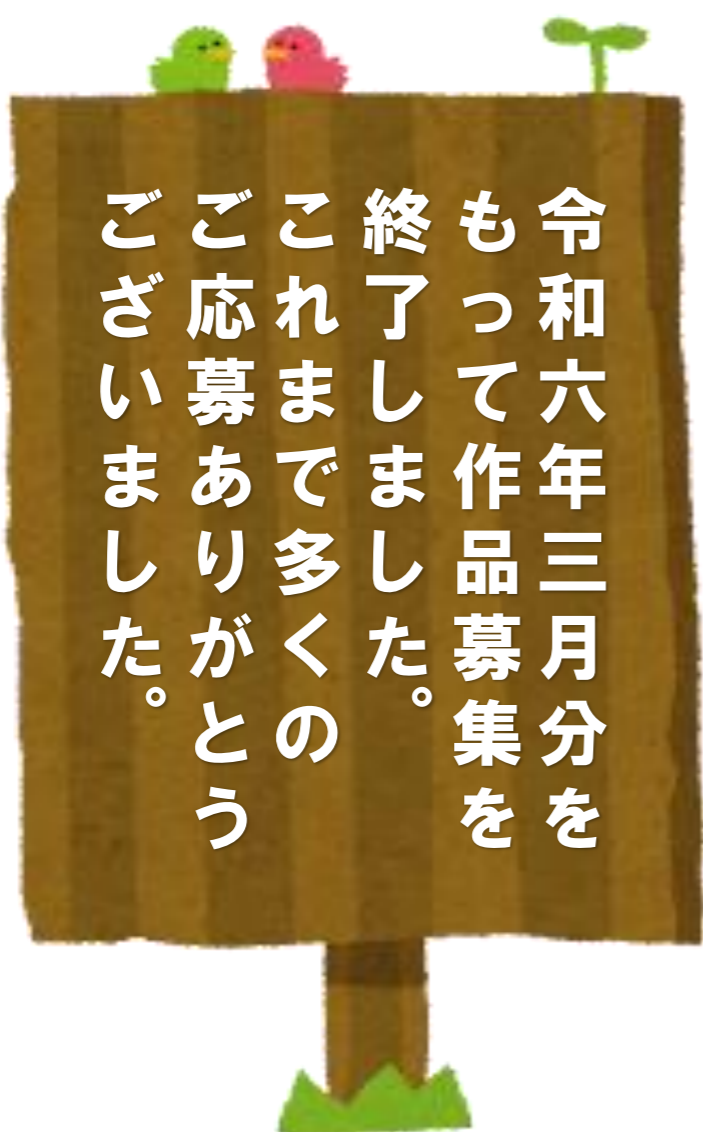 令和六年三月分を
もって作品募集を
終了しました。
これまで多くの
ご応募ありがとう
ございました。